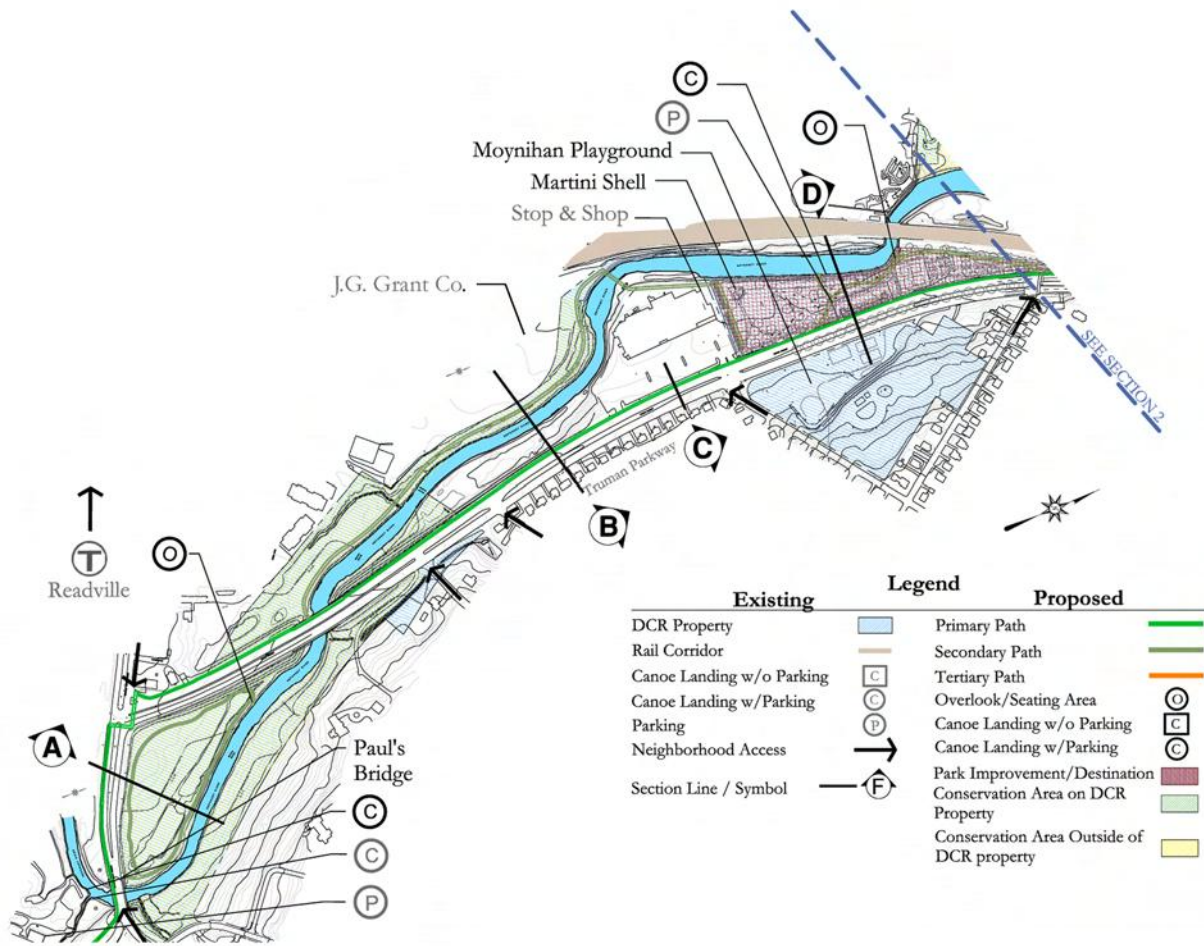 C
P
O
Moynihan Playground
Martini Shell
D
Stop & Shop
J.G. Grant Co.
SEE SECTION 2
C
Truman Parkway
B
T
Readville
O
A
Paul's
Bridge
C
C
P
Legend
Existing
Proposed
DCR Property
Primary Path
Rail Corridor
Secondary Path
Canoe Landing w/o Parking
C
Tertiary Path
Canoe Landing w/Parking
C
Overlook/Seating Area
O
Parking
P
Canoe Landing w/o Parking
C
Neighborhood Access
Canoe Landing w/Parking
C
Section Line / Symbol
F
Park Improvement/Destination
Conservation Area on DCR
Property
Conservation Area Outside of
DCR property